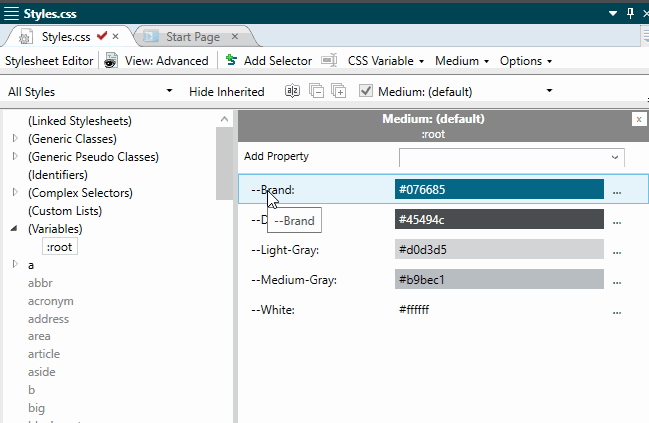 Styles.css
Styles.css Start Page
Stylesheet Editor View: Advanced Add Selector CSS Variable Medium Options
All Styles Hide Inherited Medium: (default)
(Linked Stylesheets)
(Generic Classes)
(Generic Pseudo Classes)
(Identifiers)
(Complex Selectors)
(Custom Lists)
(Variables)
:root
a
abbr
acronym
address
area
article
aside
b
big
Medium: (default)
:root
Add Property
--Brand: #076685 ...
--Brand
--D #45494c ...
--Light-Gray: #d0d3d5 ...
--Medium-Gray: #b9bec1 ...
--White: #ffffff ...